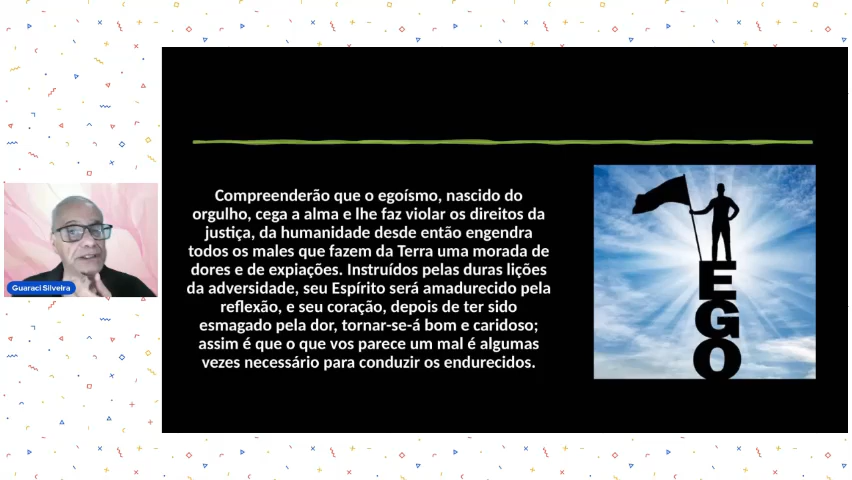 Compreenderão que o egoísmo, nascido do
orgulho, cega a alma e lhe faz violar os direitos da
justiça, da humanidade desde então engendra
todos os males que fazem da Terra uma morada de
dores e de expiações. Instruídos pelas duras lições
da adversidade, seu Espírito será amadurecido pela
reflexão, e seu coração, depois de ter sido
esmagado pela dor, tornar-se-á bom e caridoso;
assim é que o que vos parece um mal é algumas
vezes necessário para conduzir os endurecidos.
EGO
Guaraci Silveira